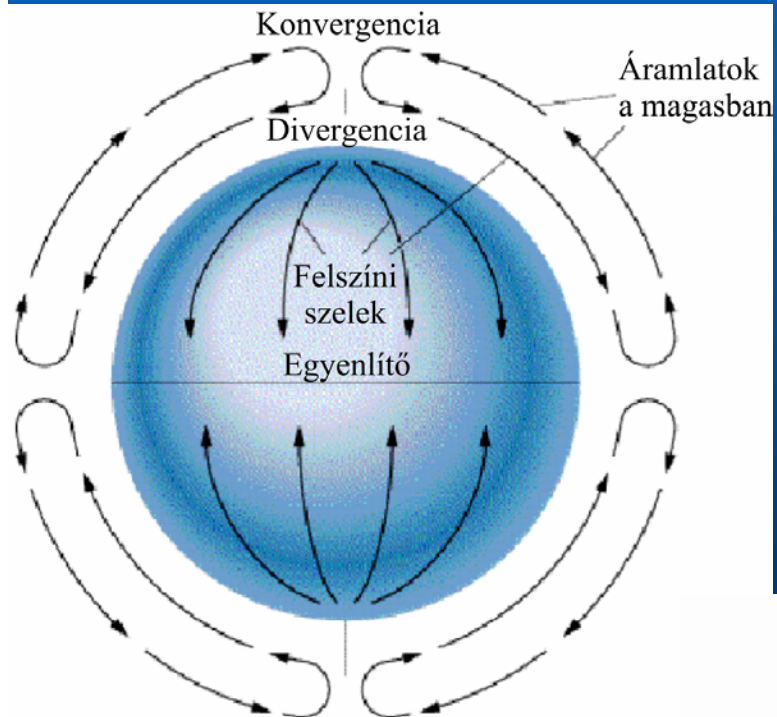 Konvergencia
Áramlatok
a magasban
Divergencia
Felszíni
szelek
Egyenlítő